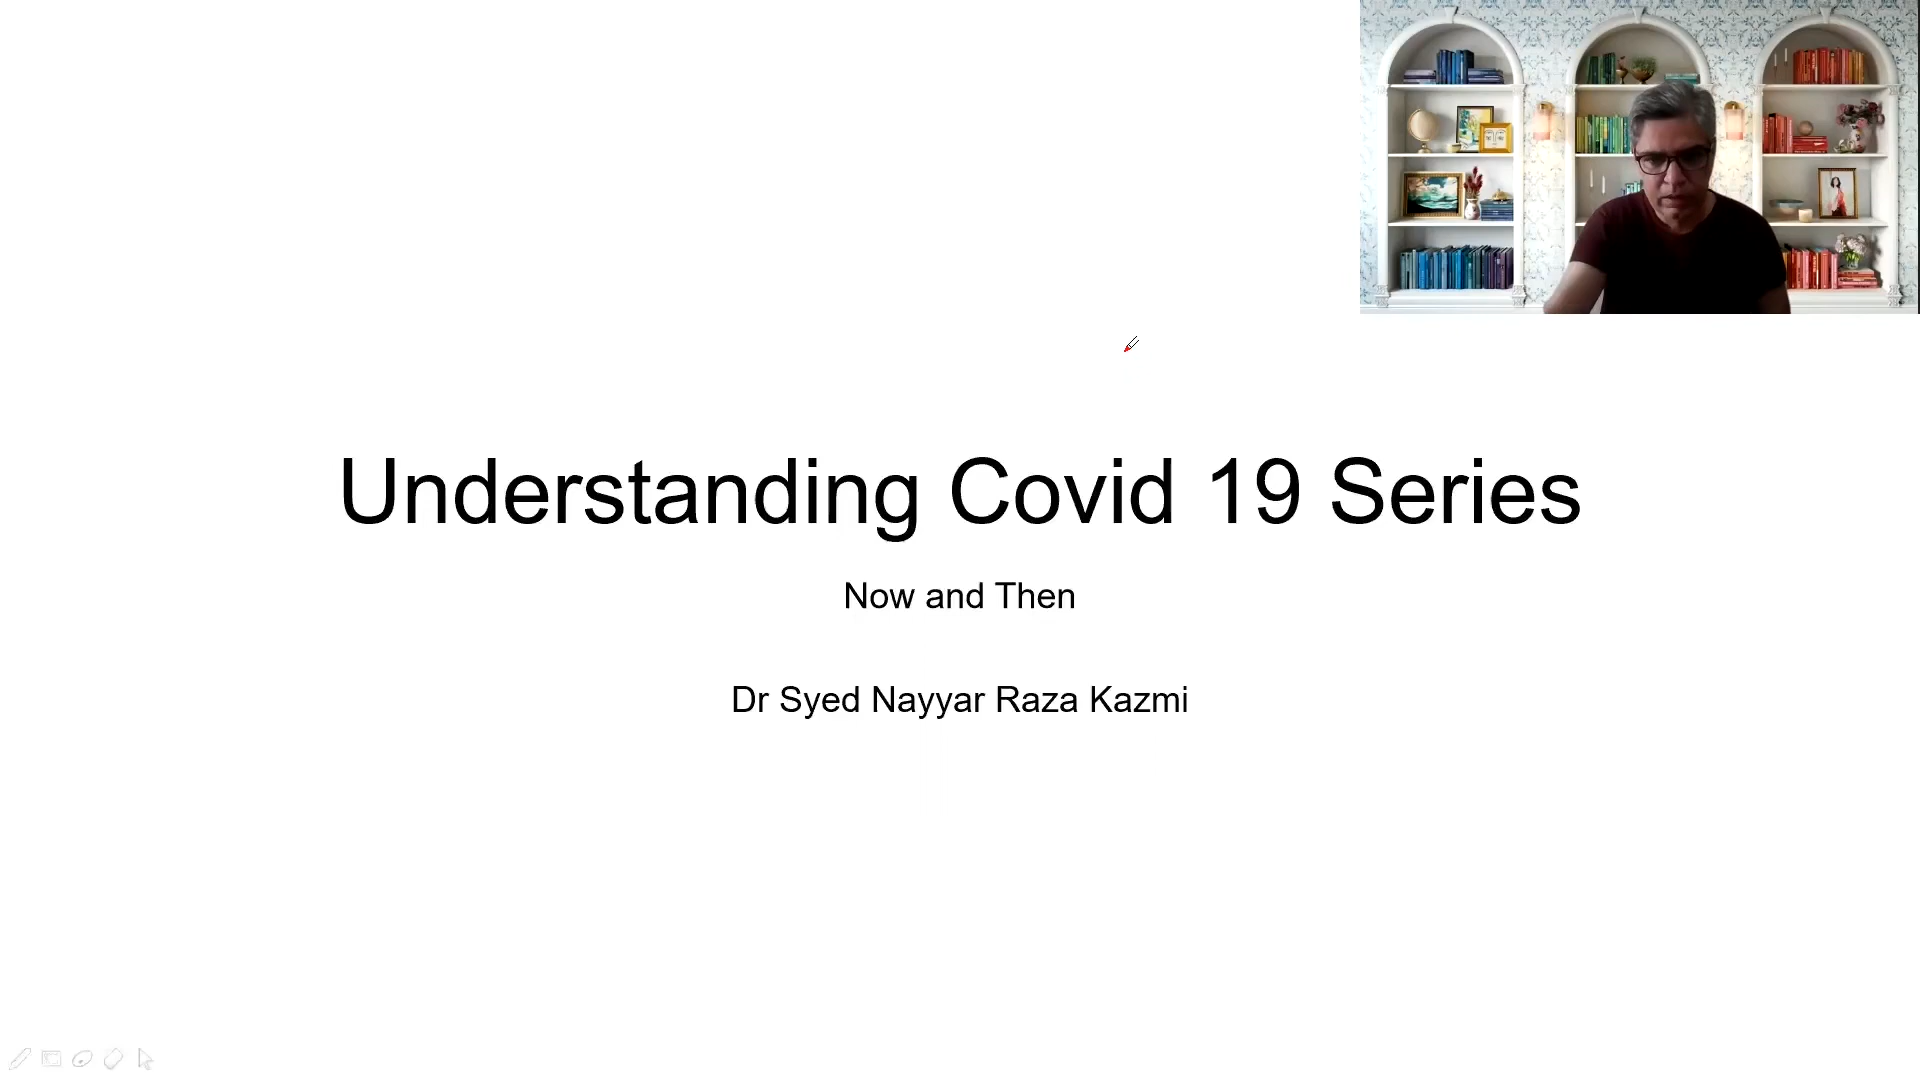 Understanding Covid 19 Series
Now and Then
Dr Syed Nayyar Raza Kazmi